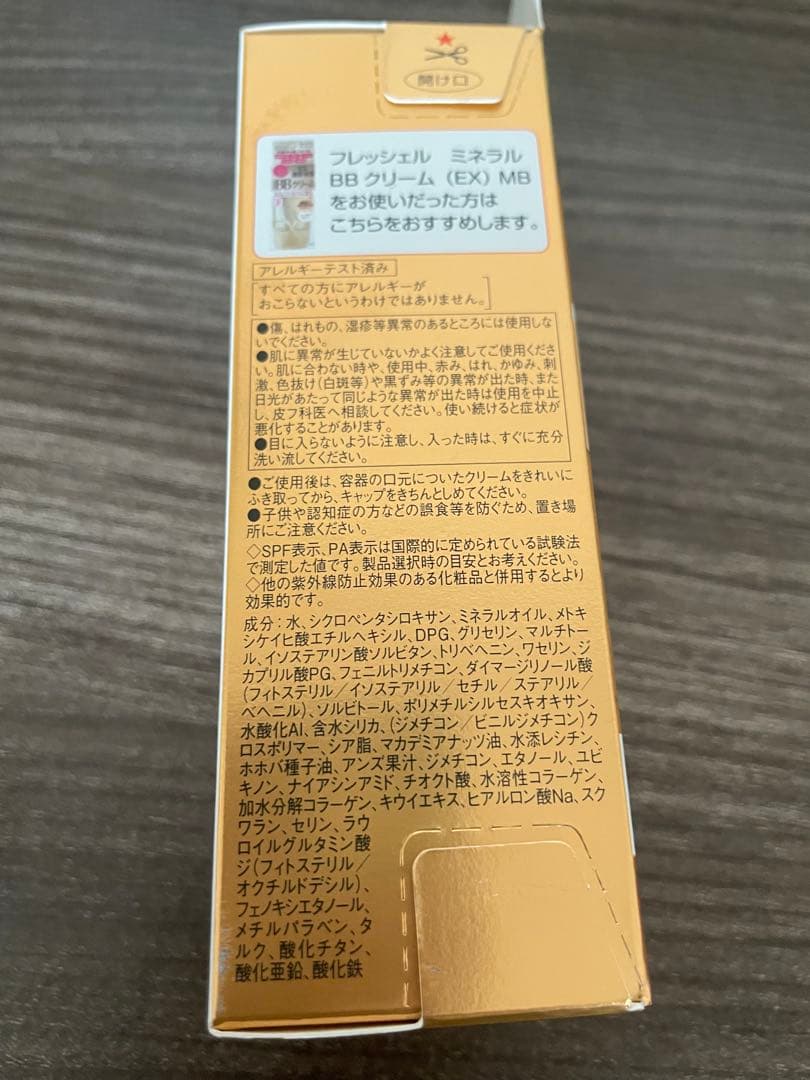 開け口
フレッシェル ミネラル
BBクリーム（EX）MB
をお使いだった方は
こちらをおすすめします。
BBクリーム
アレルギーテスト済み
すべての方にアレルギーが
おこらないというわけではありません。
●傷、はれもの、湿疹等異常のあるところには使用しな
いでください。
●肌に異常が生じていないかよく注意してご使用くださ
い。肌に合わない時や、使用中、赤み、はれ、かゆみ、刺
激、色抜け（白斑等）や黒ずみ等の異常が出た時、また
日光があたって同じような異常が出た時は使用を中止
し、皮フ科医へ相談してください。使い続けると症状が
悪化することがあります。
●目に入らないように注意し、入った時は、すぐに充分
洗い流してください。
●ご使用後は、容器の口元についたクリームをきれいに
ふき取ってから、キャップをきちんとしめてください。
●子供や認知症の方などの誤食等を防ぐため、置き場
所にご注意ください。
◇SPF表示、PA表示は国際的に定められている試験法
で測定した値です。製品選択時の目安とお考えください。
◇他の紫外線防止効果のある化粧品と併用するとより
効果的です。
成分：水、シクロペンタシロキサン、ミネラルオイル、メトキ
シケイヒ酸エチルヘキシル、DPG、グリセリン、マルチトー
ル、イソステアリン酸ソルビタン、トリベヘニン、ワセリン、ジ
カプリル酸PG、フェニルトリメチコン、ダイマージリノール酸
（フィトステリル／イソステアリル／セチル／ステアリル／
ベヘニル）、ソルビトール、ポリメチルシルセスキオキサン、
水酸化Al、含水シリカ、（ジメチコン／ビニルジメチコン）ク
ロスポリマー、シア脂、マカデミアナッツ油、水添レシチン、
ホホバ種子油、アンズ果汁、ジメチコン、エタノール、ユビ
キノン、ナイアシンアミド、チオクト酸、水溶性コラーゲン、
加水分解コラーゲン、キウイエキス、ヒアルロン酸Na、スク
ワラン、セリン、ラウ
ロイルグルタミン酸
ジ（フィトステリル／
オクチルドデシル）、
フェノキシエタノール、
メチルパラベン、タ
ルク、酸化チタン、
酸化亜鉛、酸化鉄